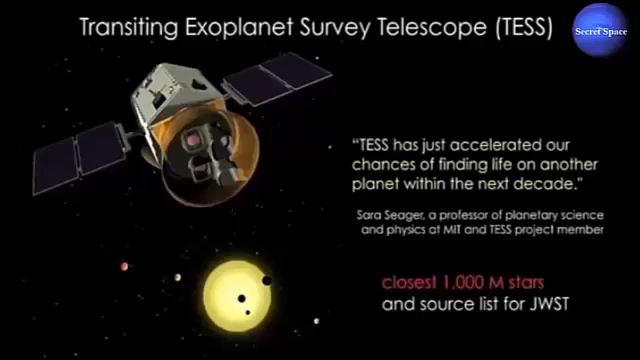 Transiting Exoplanet Survey Telescope (TESS)
Secret Space
“TESS has just accelerated our
chances of finding life on another
planet within the next decade.”
Sara Seager, a professor of planetary science
and physics at MIT and TESS project member
closest 1,000 M stars
and source list for JWST